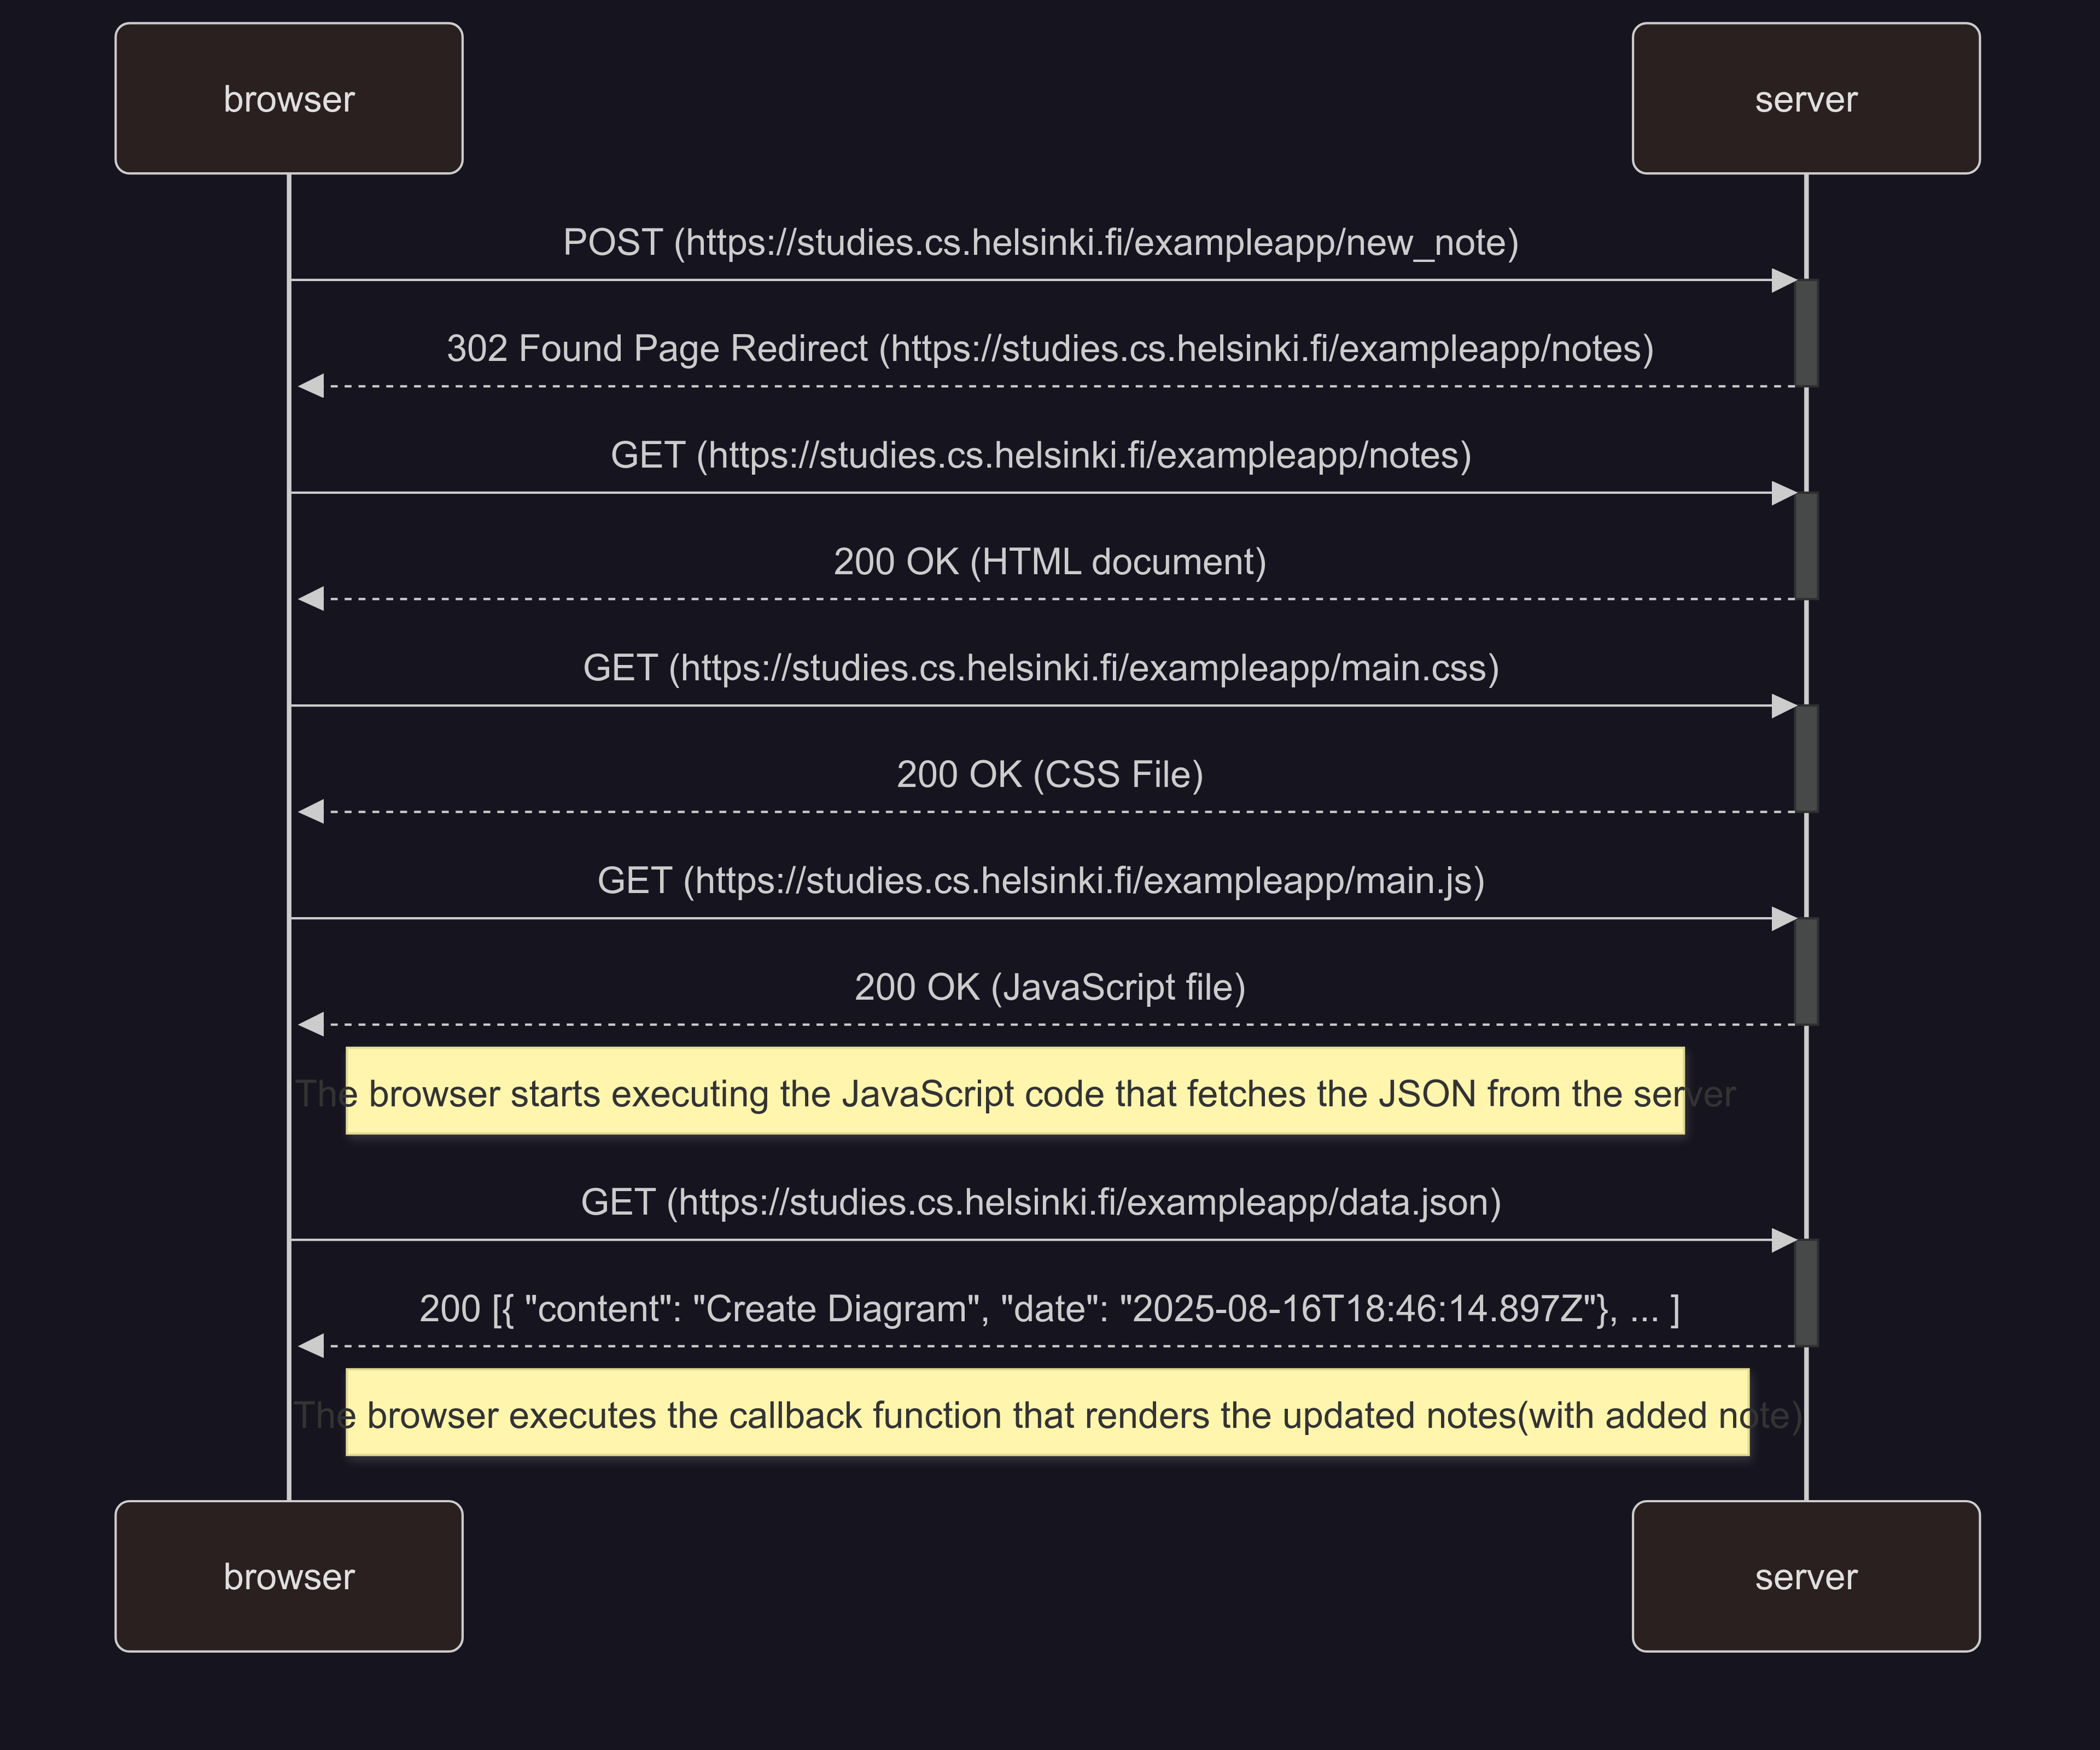 browser
server
POST (https://studies.cs.helsinki.fi/exampleapp/new_note)
302 Found Page Redirect (https://studies.cs.helsinki.fi/exampleapp/notes)
GET (https://studies.cs.helsinki.fi/exampleapp/notes)
200 OK (HTML document)
GET (https://studies.cs.helsinki.fi/exampleapp/main.css)
200 OK (CSS File)
GET (https://studies.cs.helsinki.fi/exampleapp/main.js)
200 OK (JavaScript file)
The browser starts executing the JavaScript code that fetches the JSON from the server
GET (https://studies.cs.helsinki.fi/exampleapp/data.json)
200 [{ "content": "Create Diagram", "date": "2025-08-16T18:46:14.897Z"}, ... ]
The browser executes the callback function that renders the updated notes(with added note)
browser
server